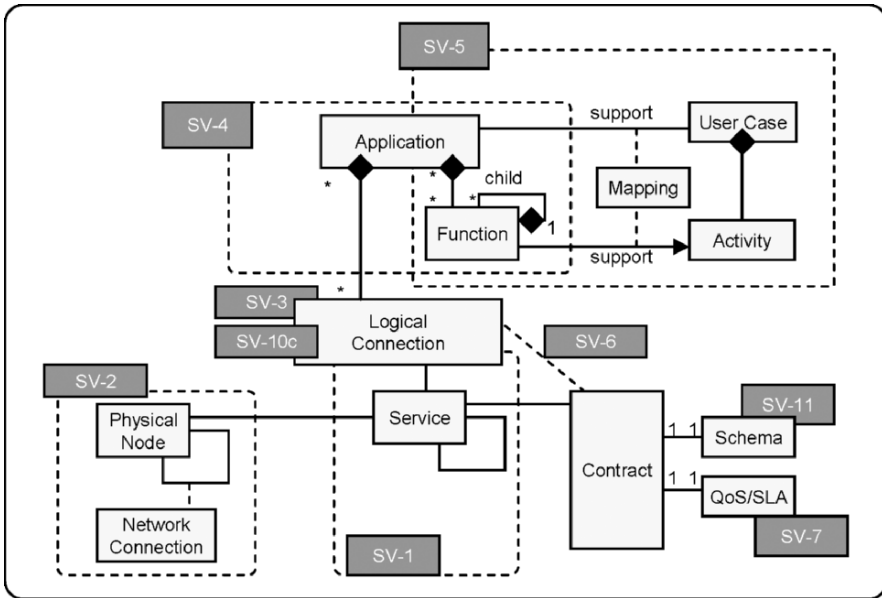 SV-5
SV-4
Application
support
User Case
*
*
child
Mapping
*
*
1
Function
support
Activity
*
SV-3
Logical
Connection
SV-10c
SV-6
SV-2
Physical
Node
Service
SV-11
1 1
Schema
Contract
1 1
QoS/SLA
Network
Connection
SV-1
SV-7